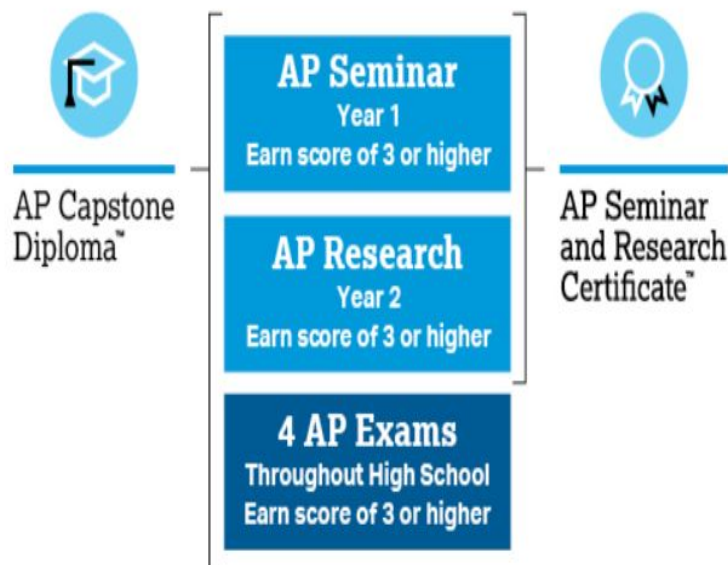 AP Capstone
Diploma™
AP Seminar
Year 1
Earn score of 3 or higher
AP Research
Year 2
Earn score of 3 or higher
4 AP Exams
Throughout High School
Earn score of 3 or higher
AP Seminar
and Research
Certificate™